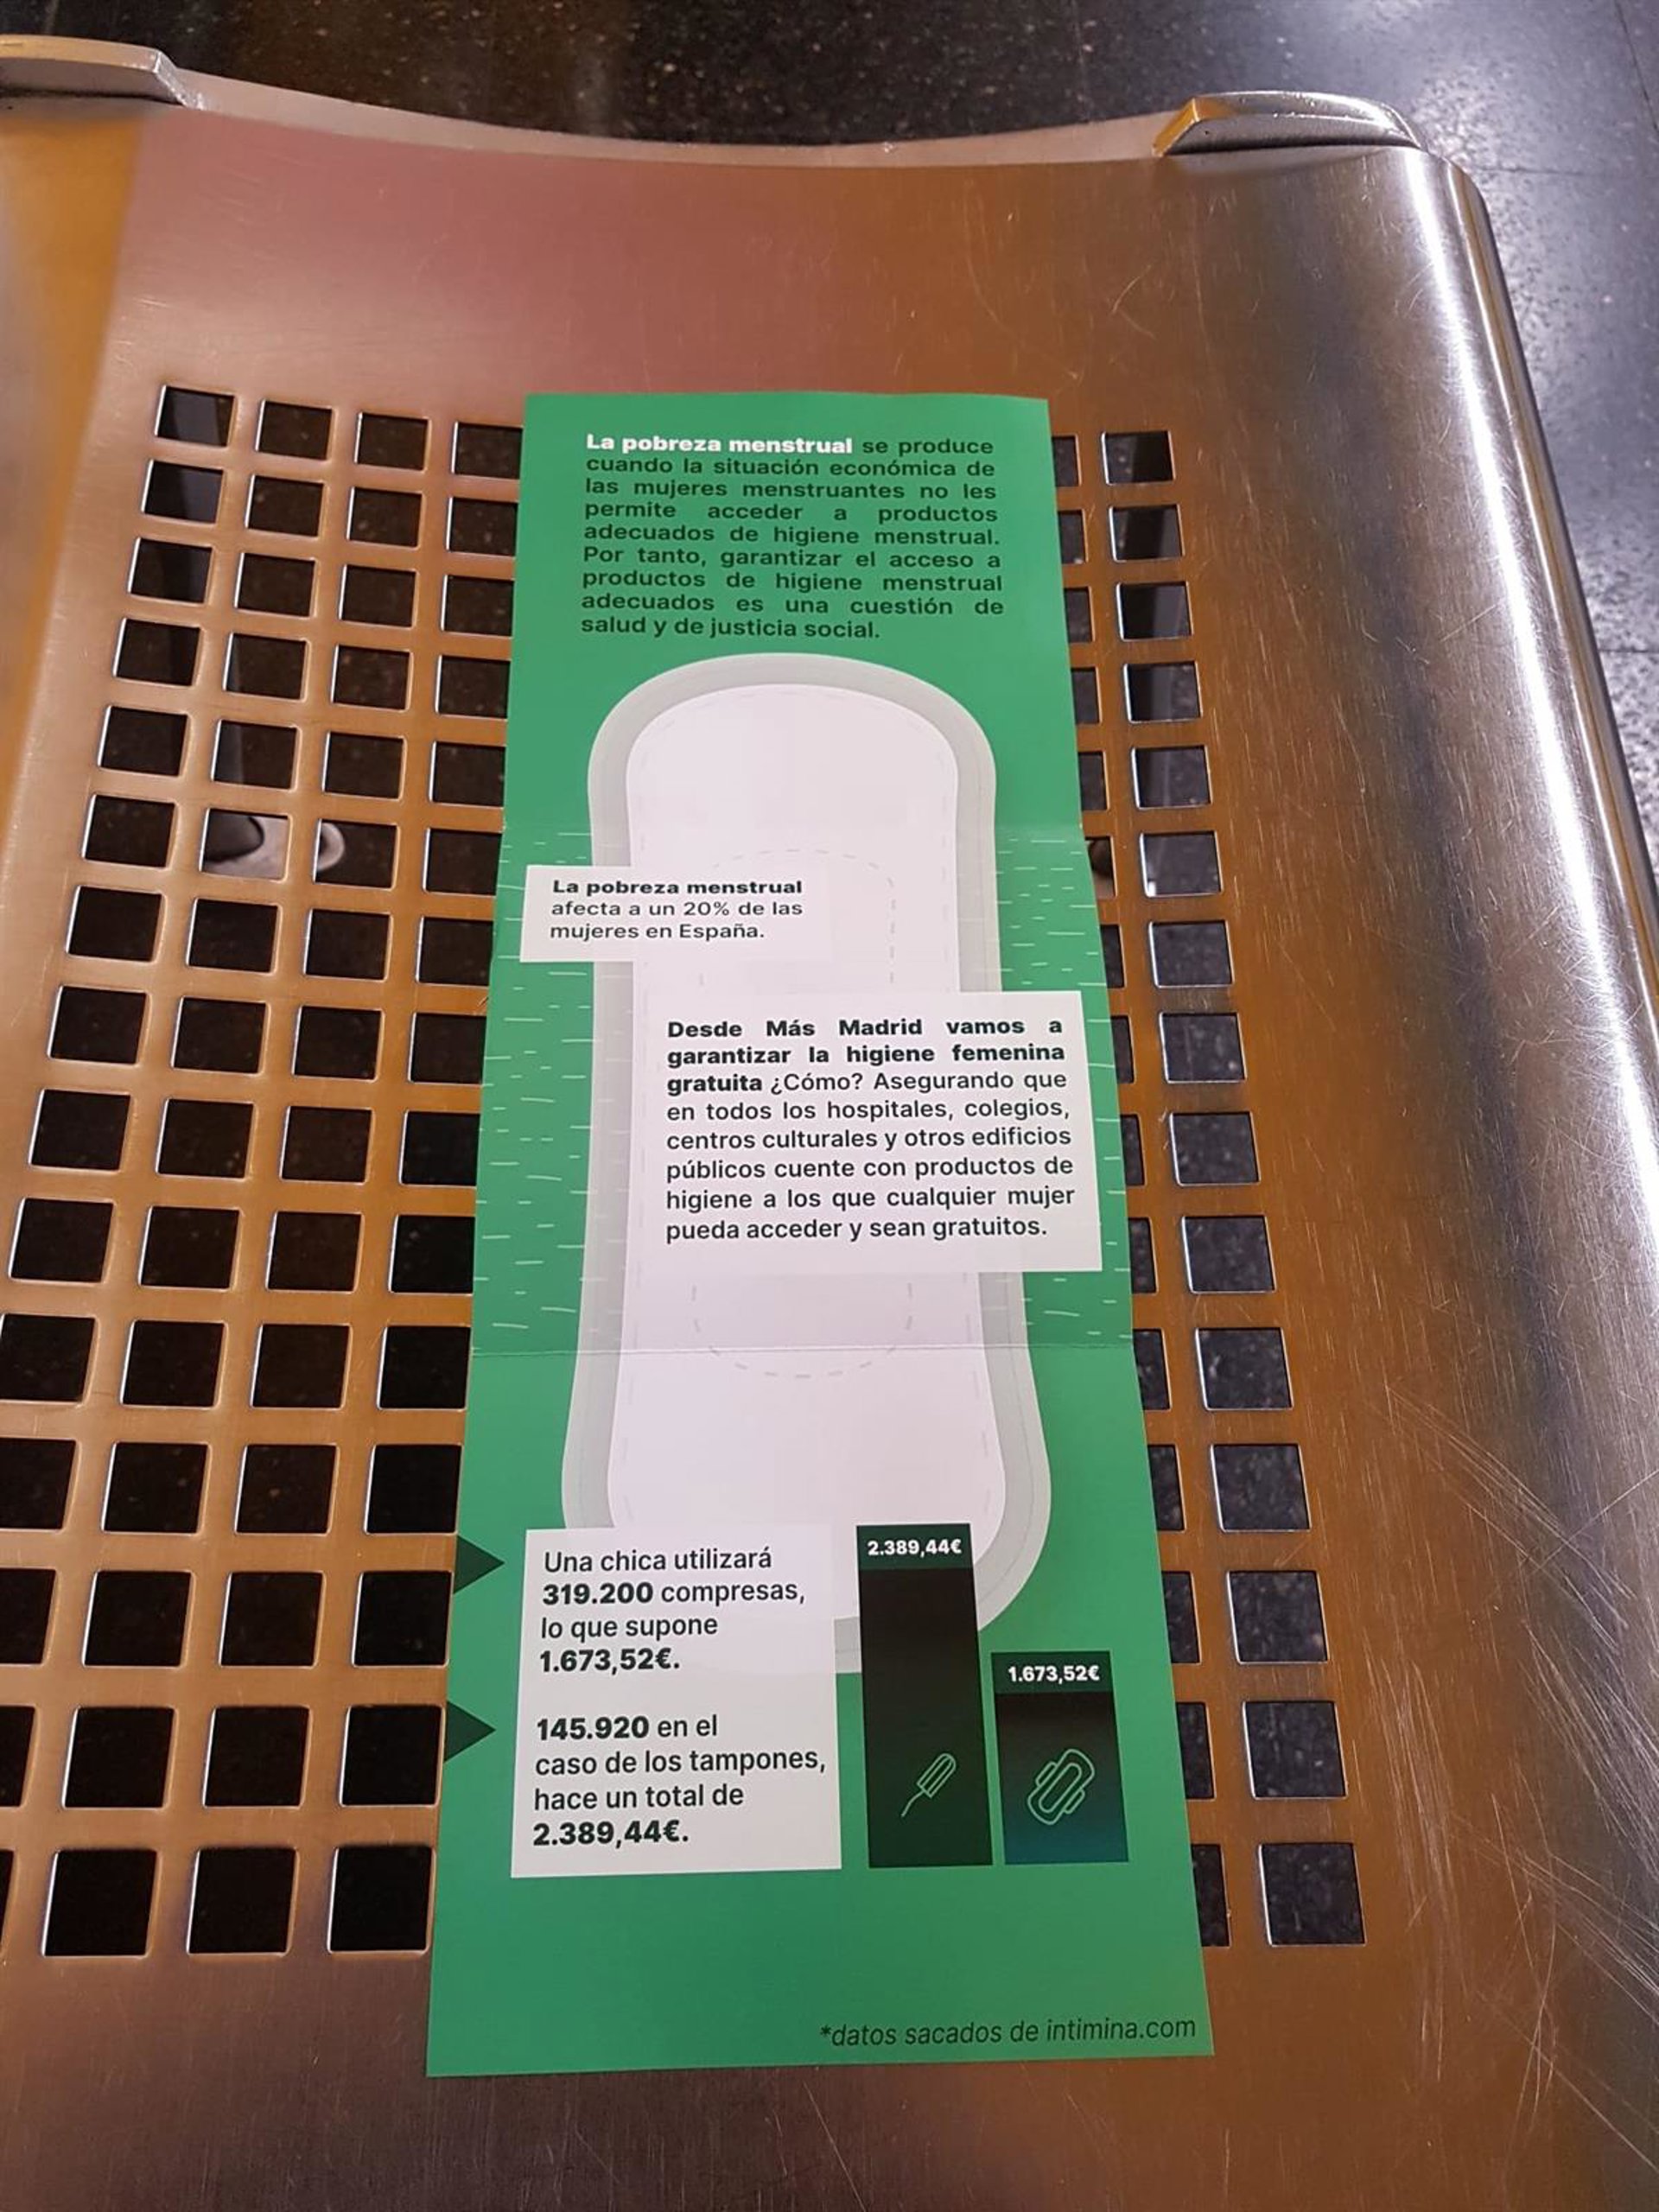 La pobreza menstrual se produce
cuando la situación económica de
las mujeres menstruantes no les
permite acceder a productos
adecuados de higiene menstrual.
Por tanto, garantizar el acceso a
productos de higiene menstrual
adecuados es una cuestión de
salud y de justicia social.
La pobreza menstrual
afecta a un 20% de las
mujeres en España.
Desde Más Madrid vamos a
garantizar la higiene femenina
gratuita ¿Cómo? Asegurando que
en todos los hospitales, colegios,
centros culturales y otros edificios
públicos cuente con productos de
higiene a los que cualquier mujer
pueda acceder y sean gratuitos.
Una chica utilizará
319.200 compresas,
lo que supone
1.673,52€.
145.920 en el
caso de los tampones,
hace un total de
2.389,44€.
2.389,44€
1.673,52€
*datos sacados de intimina.com